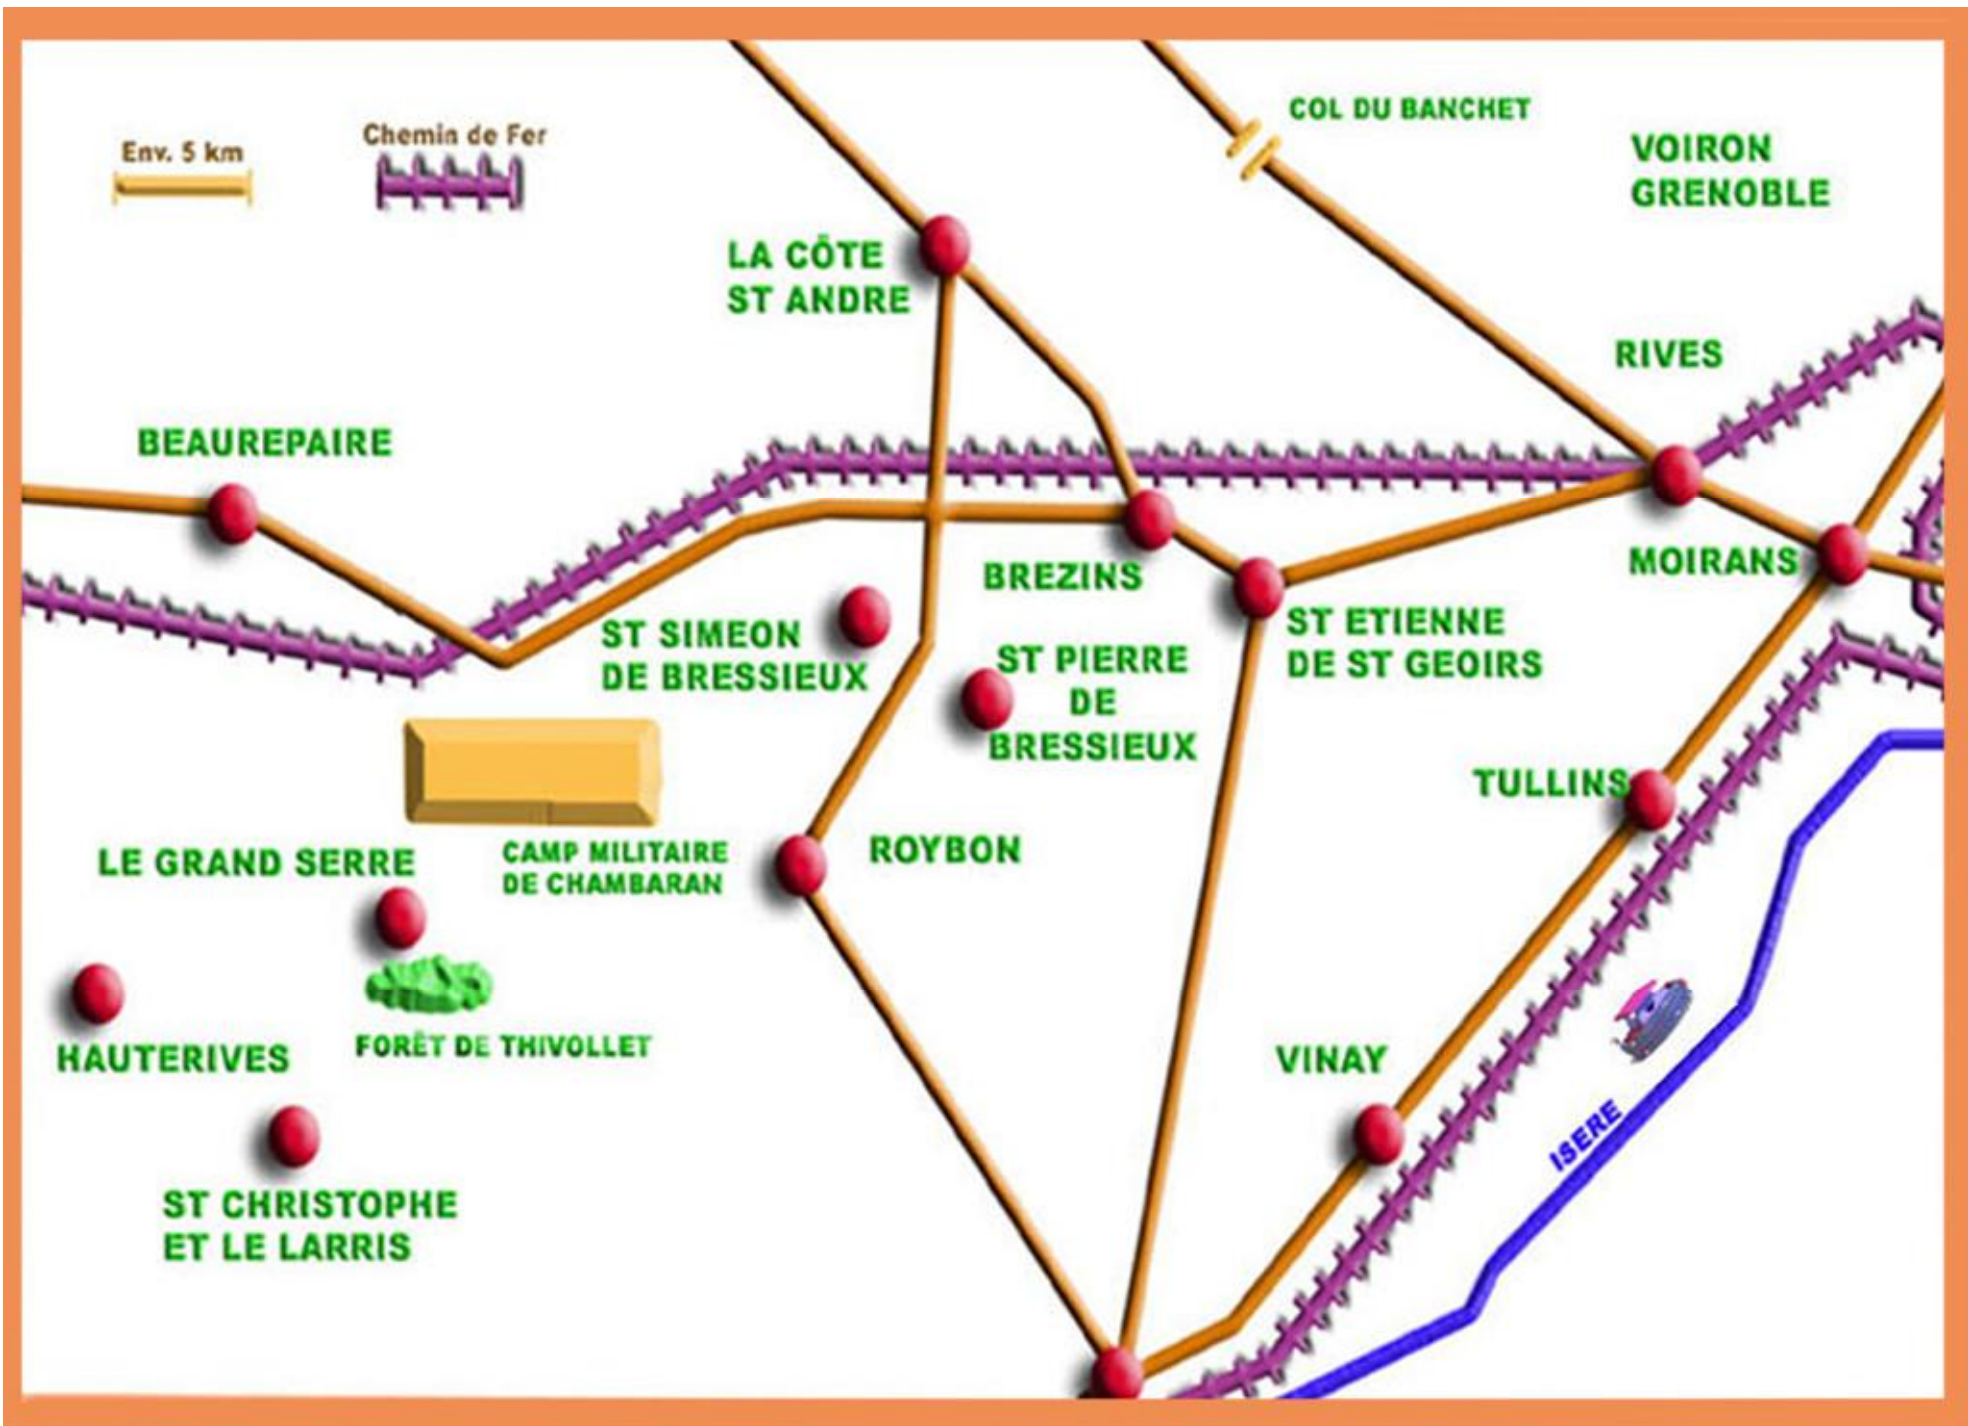 Env. 5 km
Chemin de Fer
COL DU BANCHET
VOIRON
GRENOBLE
LA CÔTE
ST ANDRE
RIVES
BEAUREPAIRE
BREZINS
MOIRANS
ST SIMEON
DE BRESSIEUX
ST ETIENNE
DE ST GEOIRS
ST PIERRE
DE
BRESSIEUX
TULLINS
LE GRAND SERRE
CAMP MILITAIRE
DE CHAMBARAN
ROYBON
HAUTERIVES
FORÊT DE THIVOLLET
VINAY
ISERE
ST CHRISTOPHE
ET LE LARRIS